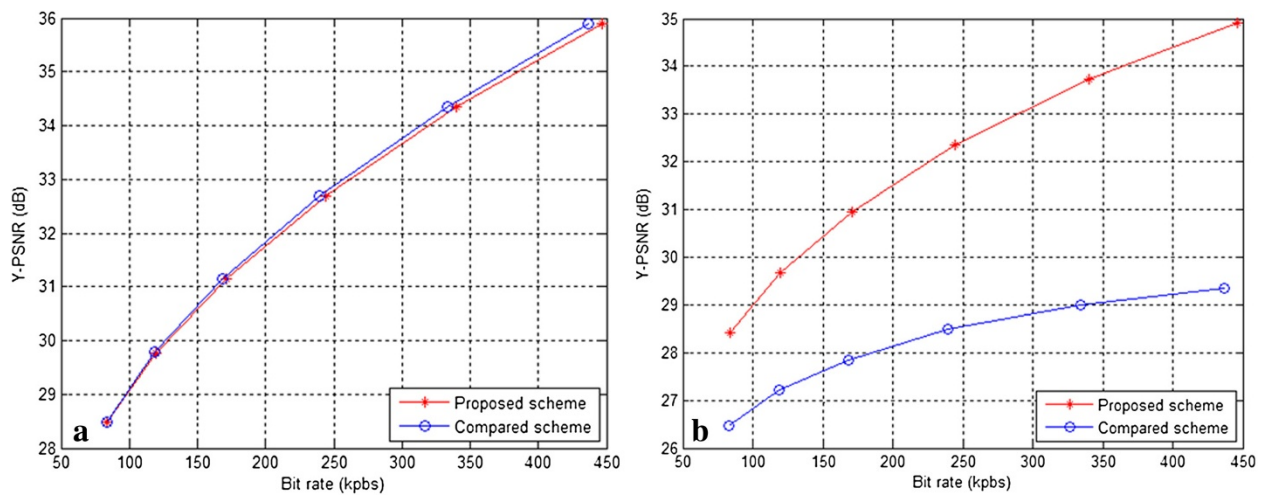 36
35
34
33
32
31
30
29
28
50 100 150 200 250 300 350 400 450
Y-PSNR (dB)
Bit rate (kpbs)
Proposed scheme
Compared scheme
a
35
34
33
32
31
30
29
28
27
26
50 100 150 200 250 300 350 400 450
Y-PSNR (dB)
Bit rate (kpbs)
Proposed scheme
Compared scheme
b